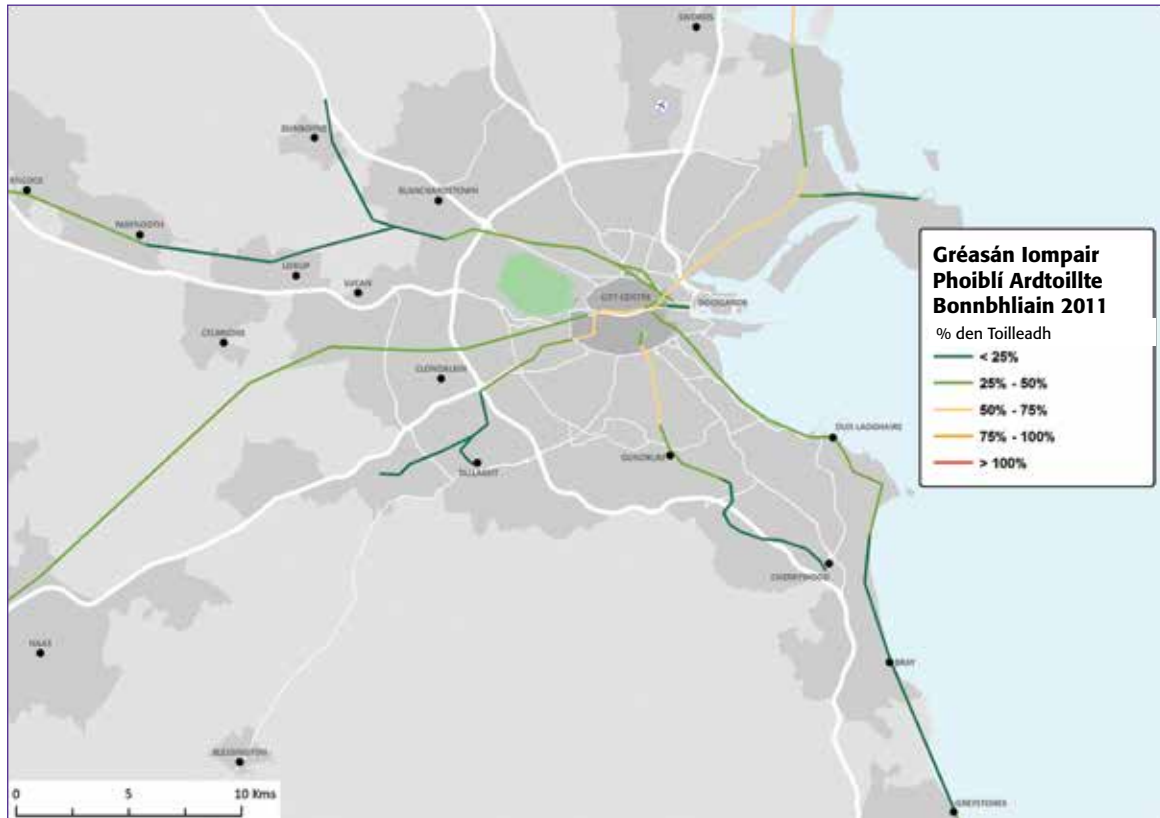 SWORDS
DUNBOYNE
KILCOCK
BLANCHARDSTOWN
MAYNOOTH
LEIXLIP
LUCAN
CITY CENTRE
DOCKLANDS
CELBRIDGE
CLONDALKIN
DUN LAOGHAIRE
TALLAGHT
DUNDRUM
CHERRYWOOD
NAAS
BRAY
BLESSINGTON
GREYSTONES
Gréasán Iompair
Phoiblí Ardtoillte
Bonnbhliain 2011
% den Toilleadh
< 25%
25% - 50%
50% - 75%
75% - 100%
> 100%
0 5 10 Kms